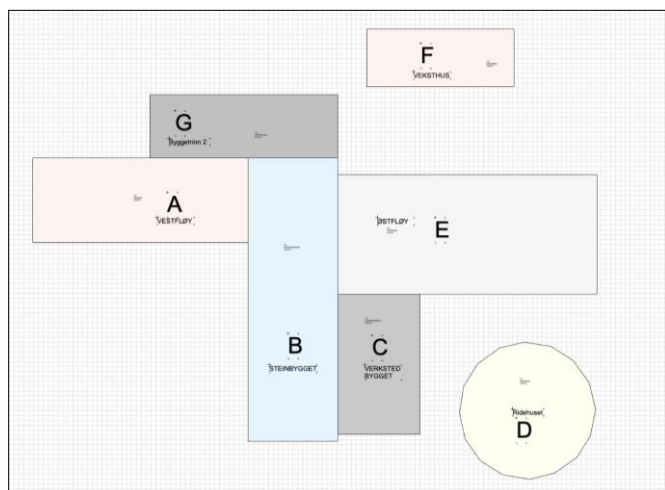 F
VEKSTHUS
G
Byggetrinn 2
A
VESTFLØY
ØSTFLØY
E
B
STEINBYGGET
C
VERKSTED
BYGGET
Ridehuset
D